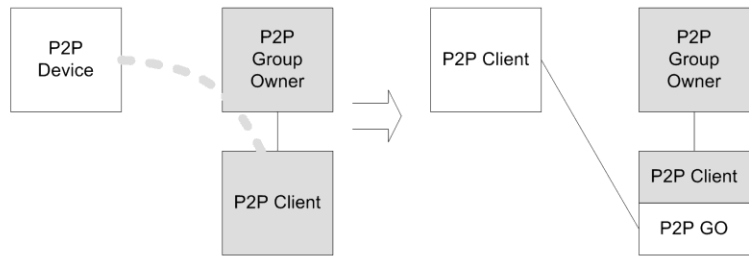 P2P
Device
P2P
Group
Owner
P2P Client
P2P Client
P2P
Group
Owner
P2P Client
P2P GO